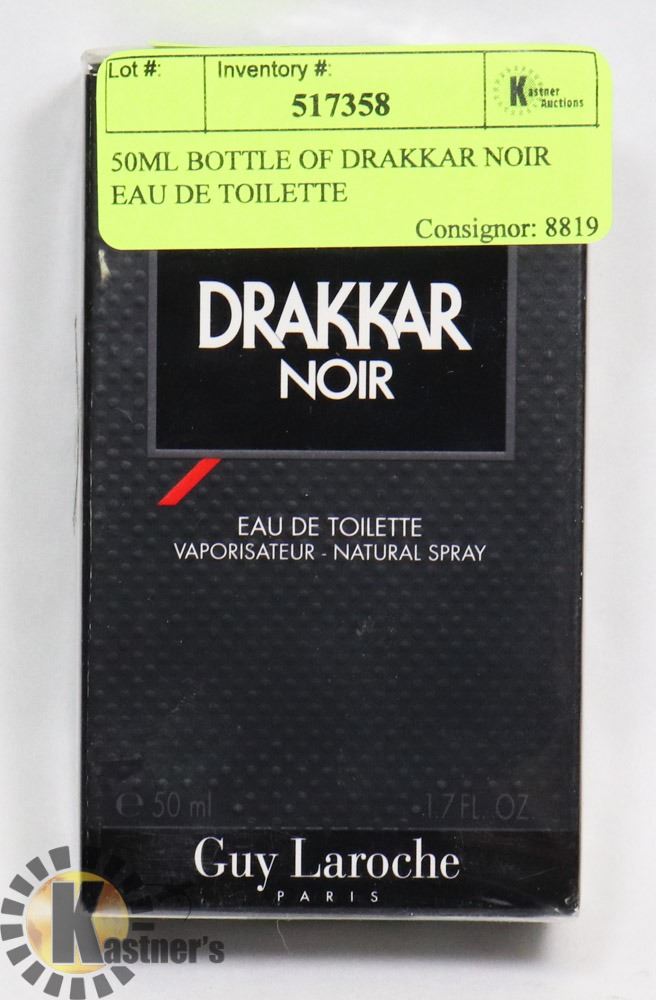 Lot #: Inventory #:
517358
Kastner
Auctions
50ML BOTTLE OF DRAKKAR NOIR
EAU DE TOILETTE
Consignor: 8819
DRAKKAR
NOIR
EAU DE TOILETTE
VAPORISATEUR - NATURAL SPRAY
℮ 50 ml 1.7 FL. OZ
Guy Laroche
PARIS
Kastner's